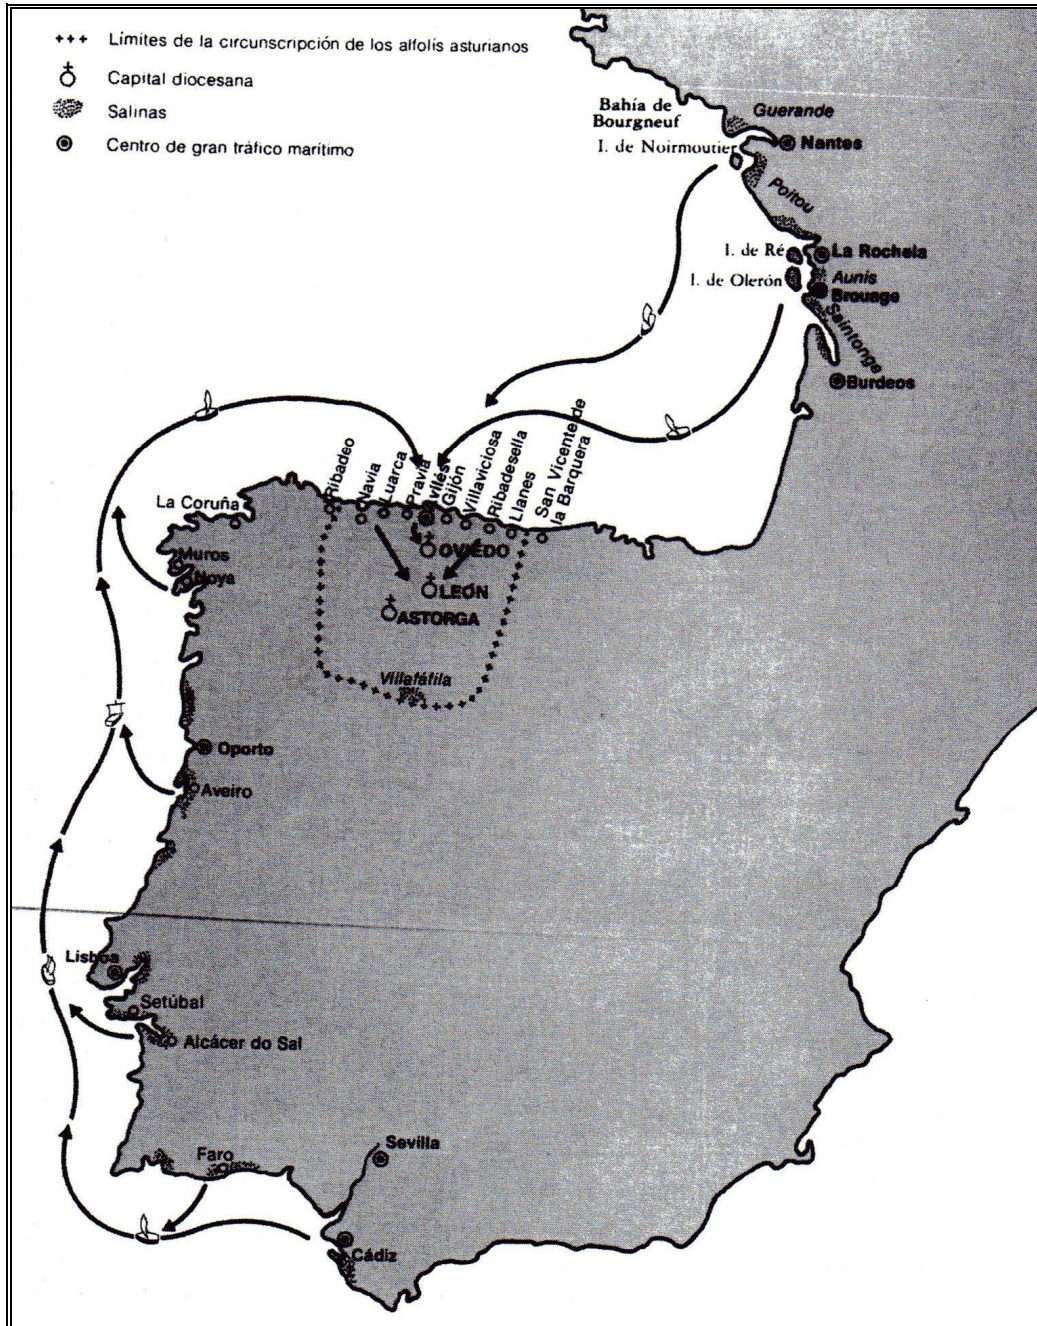 Límites de la circunscripción de los alfolís asturianos
Capital diocesana
Salinas
Centro de gran tráfico marítimo
Bahía de
Bourgneuf
Guerande
Nantes
I. de Noirmoutier
Poitou
I. de Ré
La Rochela
I. de Olerón
Aunis
Brouage
Saintonge
Burdeos
Ribadeo
Navia
Luarca
Pravia
Avilés
Gijón
Villaviciosa
Ribadesella
Llanes
San Vicente de
la Barquera
La Coruña
Muros
Noya
OVIEDO
LEÓN
ASTORGA
Villafáfila
Oporto
Aveiro
Lisboa
Setúbal
Alcácer do Sal
Sevilla
Faro
Cádiz